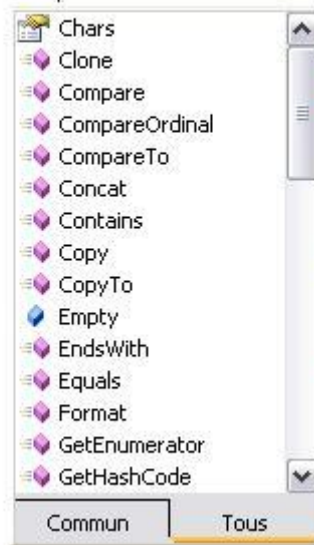 Chars
Clone
Compare
CompareOrdinal
CompareTo
Concat
Contains
Copy
CopyTo
Empty
EndsWith
Equals
Format
GetEnumerator
GetHashCode
Commun Tous